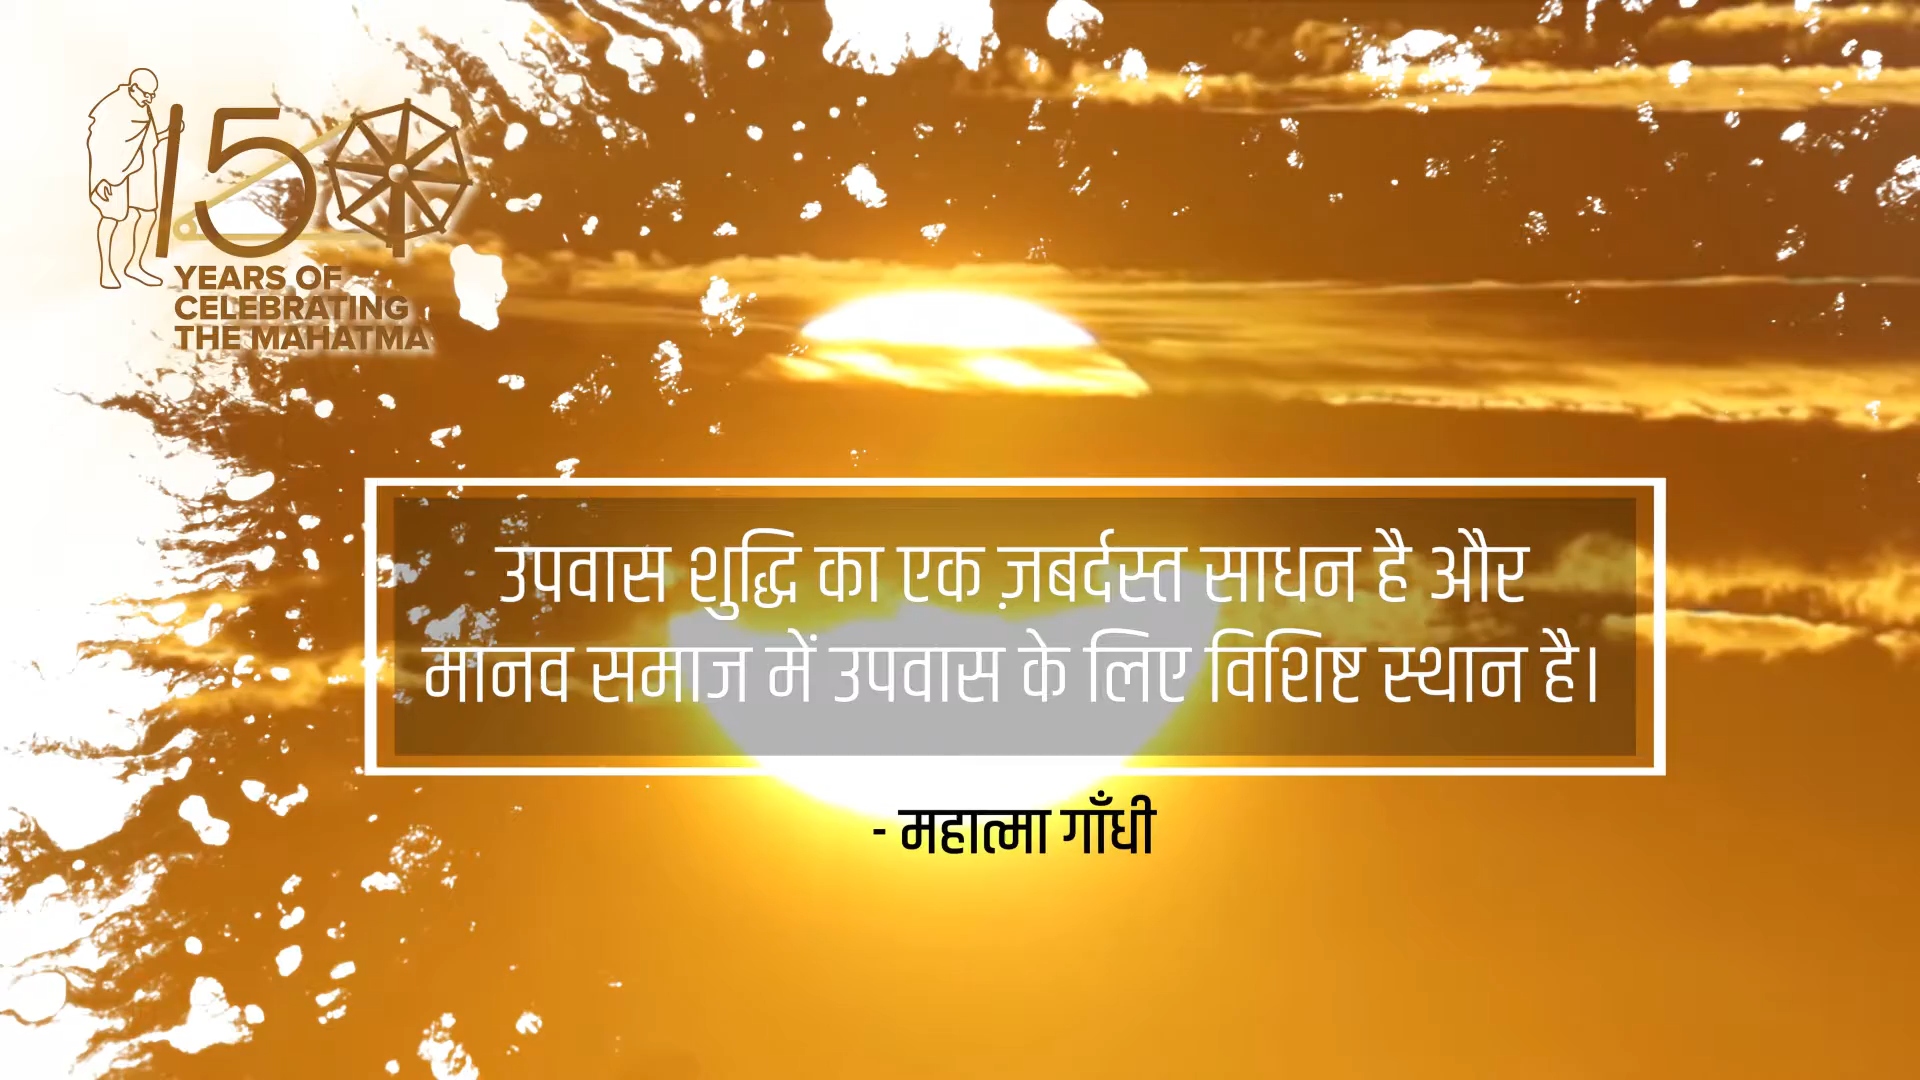 150
YEARS OF
CELEBRATING
THE MAHATMA
उपवास शुद्धि का एक ज़बर्दस्त साधन है और
मानव समाज में उपवास के लिए विशिष्ट स्थान है।
- महात्मा गाँधी